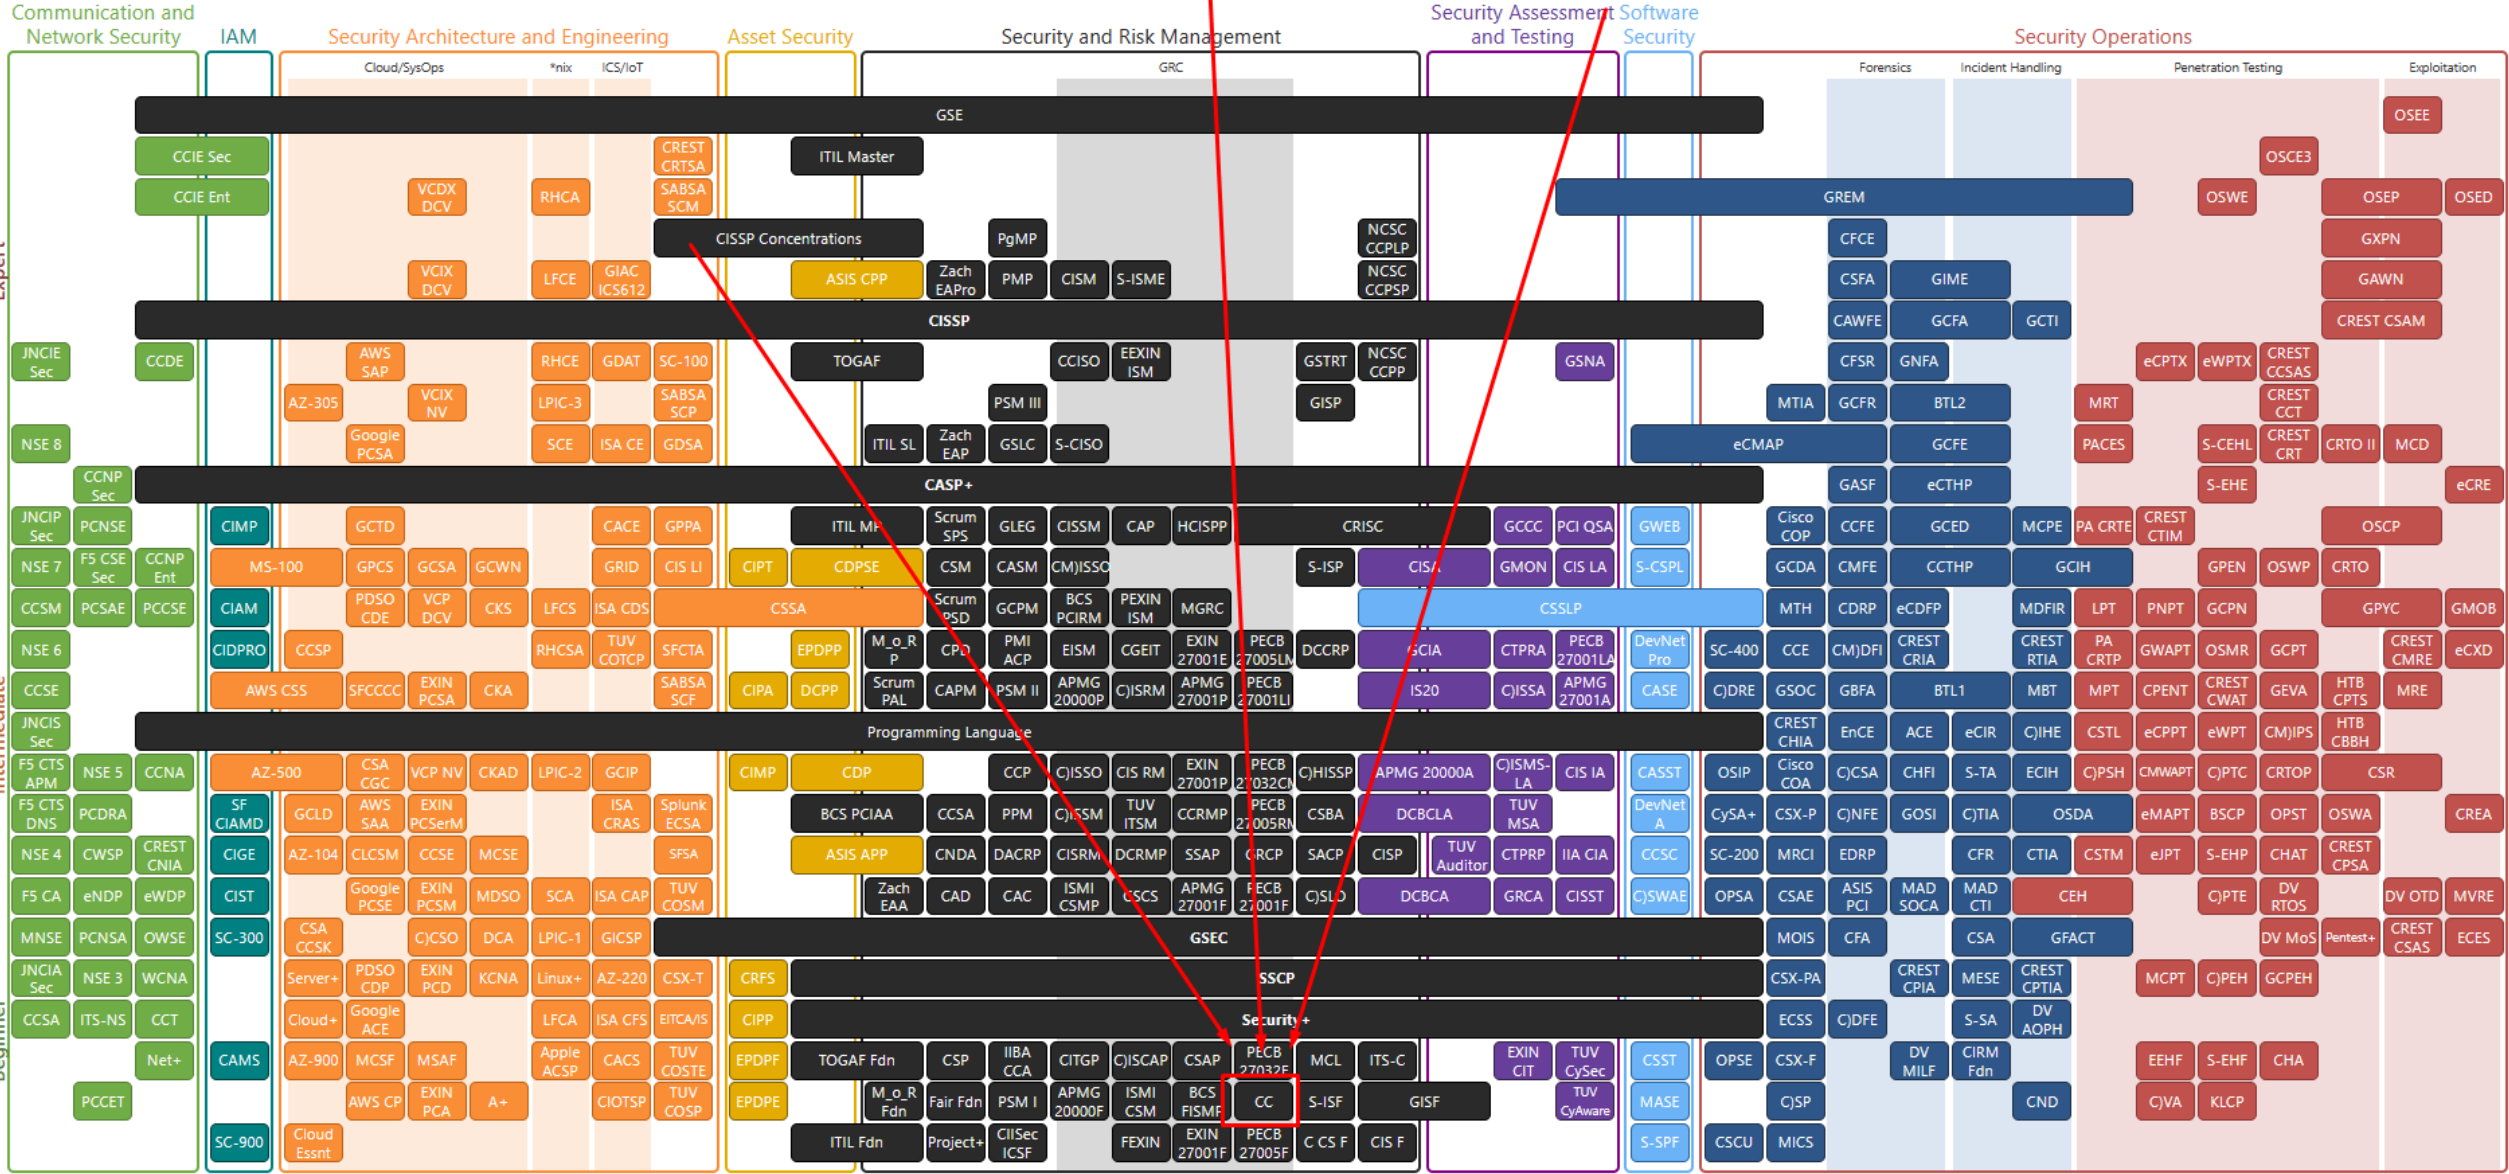 Communication and
Network Security
IAM
Security Architecture and Engineering
Asset Security
Security and Risk Management
Security Assessment
and Testing
Software
Security
Security Operations
Cloud/SysOps
*nix
ICS/IoT
GRC
Forensics
Incident Handling
Penetration Testing
Exploitation
GSE
OSEE
CCIE Sec
CREST
CRTSA
ITIL Master
OSCE3
CCIE Ent
VCDX
DCV
RHCA
SABSA
SCM
GREM
OSWE
OSEP
OSED
CISSP Concentrations
PgMP
NCSC
CCPLP
CFCE
GXPN
Expert
VCIX
DCV
LFCE
GIAC
ICS612
ASIS CPP
Zach
EAPro
PMP
CISM
S-ISME
NCSC
CCPSP
CSFA
GIME
GAWN
CISSP
CAWFE
GCFA
GCTI
CREST CSAM
JNCIE
Sec
CCDE
AWS
SAP
RHCE
GDAT
SC-100
TOGAF
CCISO
EEXIN
ISM
GSTRT
NCSC
CCPP
GSNA
CFSR
GNFA
eCPTX
eWPTX
CREST
CCSAS
AZ-305
VCIX
NV
LPIC-3
SABSA
SCP
PSM III
GISP
MTIA
GCFR
BTL2
MRT
CREST
CCT
NSE 8
Google
PCSA
SCE
ISA CE
GDSA
ITIL SL
Zach
EAP
GSLC
S-CISO
eCMAP
GCFE
PACES
S-CEHL
CREST
CRT
CRTO II
MCD
CCNP
Sec
CASP+
GASF
eCTHP
S-EHE
eCRE
JNCIP
Sec
PCNSE
CIMP
GCTD
CACE
GPPA
ITIL MP
Scrum
SPS
GLEG
CISSM
CAP
HCISPP
CRISC
GCCC
PCI QSA
GWEB
Cisco
COP
CCFE
GCED
MCPE
PA CRTE
CREST
CTIM
OSCP
NSE 7
F5 CSE
Sec
CCNP
Ent
MS-100
GPCS
GCSA
GCWN
GRID
CIS LI
CIPT
CDPSE
CSM
CASM
CM)ISSO
S-ISP
CISA
GMON
CIS LA
S-CSPL
GCDA
CMFE
CCTHP
GCIH
GPEN
OSWP
CRTO
CCSM
PCSAE
PCCSE
CIAM
PDSO
CDE
VCP
DCV
CKS
LFCS
ISA CDS
CSSA
Scrum
PSD
GCPM
BCS
PCIRM
PEXIN
ISM
MGRC
CSSLP
MTH
CDRP
eCDFP
MDFIR
LPT
PNPT
GCPN
GPYC
GMOB
NSE 6
CIDPRO
CCSP
RHCSA
TUV
COTCP
SFCTA
EPDPP
M_o_R
P
CPD
PMI
ACP
EISM
CGEIT
EXIN
27001E
PECB
27005LM
DCCRP
GCIA
CTPRA
PECB
27001LA
DevNet
Pro
SC-400
CCE
CM)DFI
CREST
CRIA
CREST
RTIA
PA
CRTP
GWAPT
OSMR
GCPT
CREST
CMRE
eCXD
Intermediate
CCSE
AWS CSS
SFCCCC
EXIN
PCSA
CKA
SABSA
SCF
CIPA
DCPP
Scrum
PAL
CAPM
PSM II
APMG
20000P
C)ISRM
APMG
27001P
PECB
27001LI
IS20
C)ISSA
APMG
27001A
CASE
C)DRE
GSOC
GBFA
BTL1
MBT
MPT
CPENT
CREST
CWAT
GEVA
HTB
CPTS
MRE
JNCIS
Sec
Programming Language
CREST
CHIA
EnCE
ACE
eCIR
C)IHE
CSTL
eCPPT
eWPT
CM)IPS
HTB
CBBH
F5 CTS
APM
NSE 5
CCNA
AZ-500
CSA
CGC
VCP NV
CKAD
LPIC-2
GCIP
CIMP
CDP
CCP
C)ISSO
CIS RM
EXIN
27001P
PECB
27032CM
C)HISSP
APMG 20000A
C)ISMS-
LA
CIS IA
CASST
OSIP
Cisco
COA
C)CSA
CHFI
S-TA
ECIH
C)PSH
CMWAPT
C)PTC
CRTOP
CSR
F5 CTS
DNS
PCDRA
SF
CIAMD
GCLD
AWS
SAA
EXIN
PCSerM
ISA
CRAS
Splunk
ECSA
BCS PCIAA
CCSA
PPM
C)ISSM
TUV
ITSM
CCRMP
PECB
27005RM
CSBA
DCBCLA
TUV
MSA
DevNet
A
CySA+
CSX-P
C)NFE
GOSI
C)TIA
OSDA
eMAPT
BSCP
OPST
OSWA
CREA
NSE 4
CWSP
CREST
CNIA
CIGE
AZ-104
CLCSM
CCSE
MCSE
SFSA
ASIS APP
CNDA
DACRP
CISRM
DCRMP
SSAP
GRCP
SACP
CISP
TUV
Auditor
CTPRP
IIA CIA
CCSC
SC-200
MRCI
EDRP
CFR
CTIA
CSTM
eJPT
S-EHP
CHAT
CREST
CPSA
F5 CA
eNDP
eWDP
CIST
Google
PCSE
EXIN
PCSM
MDSO
SCA
ISA CAP
TUV
COSM
Zach
EAA
CAD
CAC
ISMI
CSMP
CSCS
APMG
27001F
PECB
27001F
C)SLO
DCBCA
GRCA
CISST
C)SWAE
OPSA
CSAE
ASIS
PCI
MAD
SOCA
MAD
CTI
CEH
C)PTE
DV
RTOS
DV OTD
MVRE
MNSE
PCNSA
OWSE
SC-300
CSA
CCSK
C)CSO
DCA
LPIC-1
GICSP
GSEC
MOIS
CFA
CSA
GFACT
DV MoS
Pentest+
CREST
CSAS
ECES
JNCIA
Sec
NSE 3
WCNA
Server+
PDSO
CDP
EXIN
PCD
KCNA
Linux+
AZ-220
CSX-T
CRFS
SSCP
CSX-PA
CREST
CPIA
MESE
CREST
CPTIA
MCPT
C)PEH
GCPEH
Beginner
CCSA
ITS-NS
CCT
Cloud+
Google
ACE
LFCA
ISA CFS
EITCA/IS
CIPP
Security+
ECSS
C)DFE
S-SA
DV
AOPH
Net+
CAMS
AZ-900
MCSF
MSAF
Apple
ACSP
CACS
TUV
COSTE
EPDPF
TOGAF Fdn
CSP
IIBA
CCA
CITGP
C)ISCAP
CSAP
PECB
27032F
MCL
ITS-C
EXIN
CIT
TUV
CySec
CSST
OPSE
CSX-F
DV
MILF
CIRM
Fdn
EEHF
S-EHF
CHA
PCCET
AWS CP
EXIN
PCA
A+
CIOTSP
TUV
COSP
EPDPE
M_o_R
Fdn
Fair Fdn
PSM I
APMG
20000F
ISMI
CSM
BCS
FISMP
CC
S-ISF
GISF
TUV
CyAware
MASE
C)SP
CND
C)VA
KLCP
SC-900
Cloud
Essnt
ITIL Fdn
Project+
CIISec
ICSF
FEXIN
EXIN
27001F
PECB
27005F
C CS F
CIS F
S-SPF
CSCU
MICS